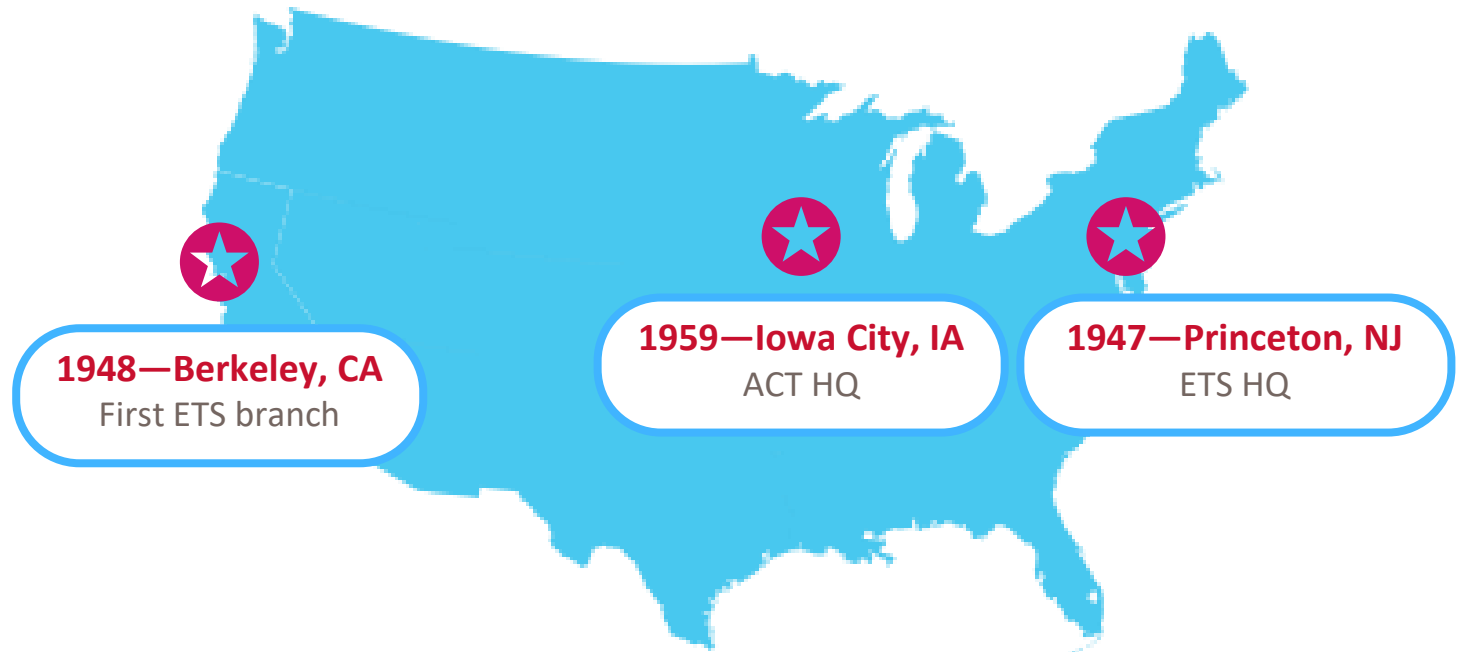 1948—Berkeley, CA
First ETS branch
1959—Iowa City, IA
ACT HQ
1947—Princeton, NJ
ETS HQ